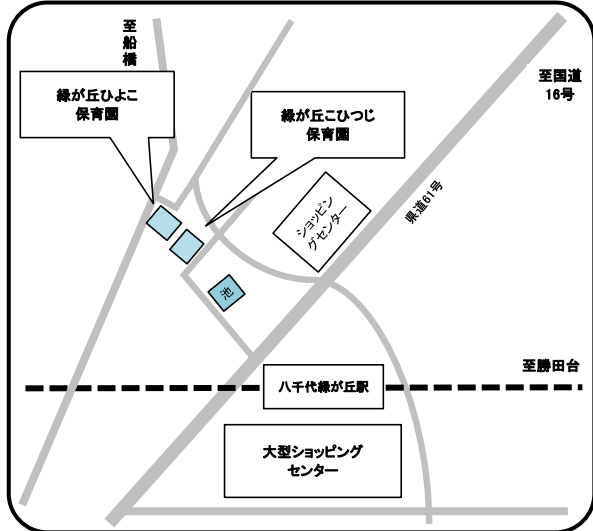 至船橋
至国道
16号
緑が丘ひよこ
保育園
緑が丘こひつじ
保育園
ショッピン
グセンター
県道61号
池
至勝田台
八千代緑が丘駅
大型ショッピング
センター